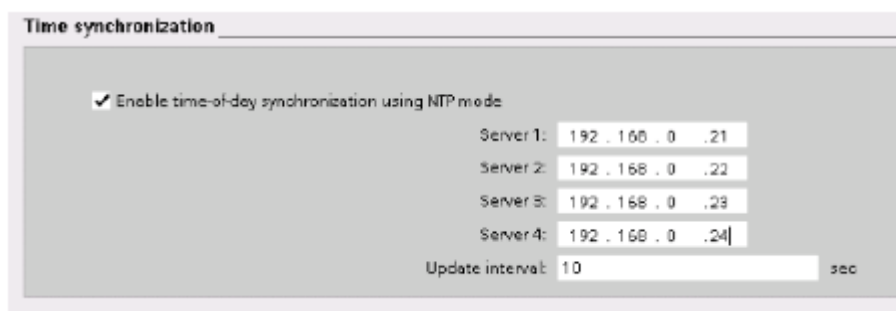 Time synchronization
Enable time-of-day synchronization using NTP mode
Server 1: 192 . 168 . 0 .21
Server 2: 192 . 168 . 0 .22
Server 3: 192 . 168 . 0 .23
Server 4: 192 . 168 . 0 .24
Update interval: 10 sec